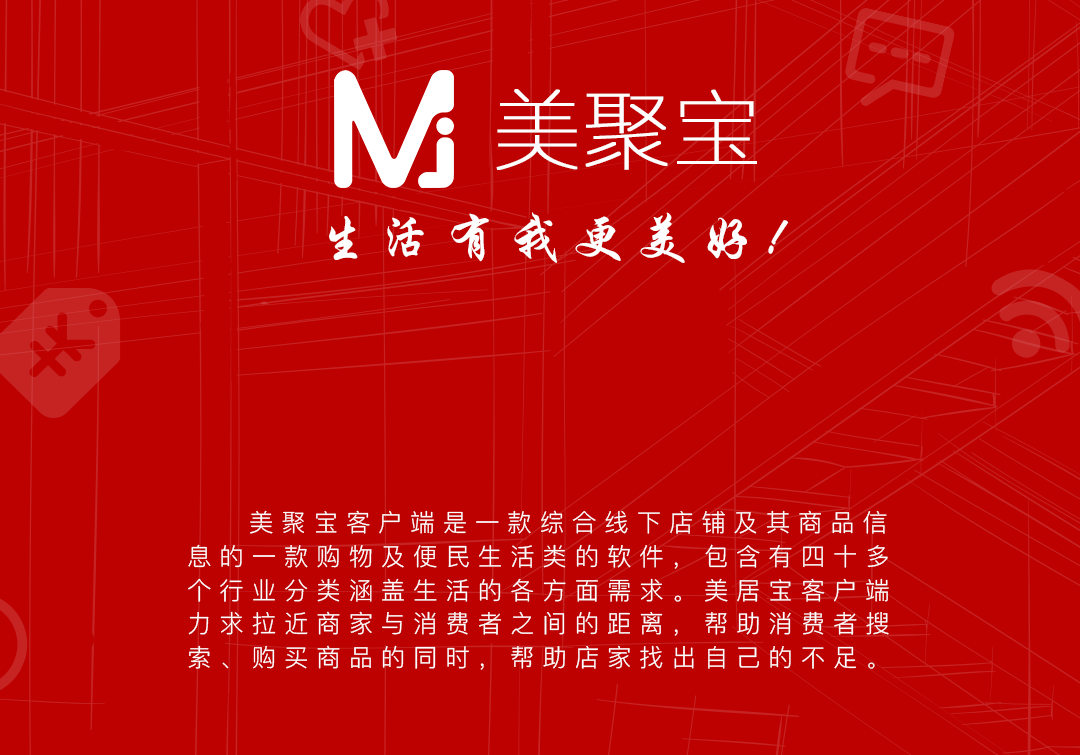 Mj 美聚宝
生活有我更美好！
美聚宝客户端是一款综合线下店铺及其商品信
息的一款购物及便民生活类的软件，包含有四十多
个行业分类涵盖生活的各方面需求。美居宝客户端
力求拉近商家与消费者之间的距离，帮助消费者搜
索、购买商品的同时，帮助店家找出自己的不足。